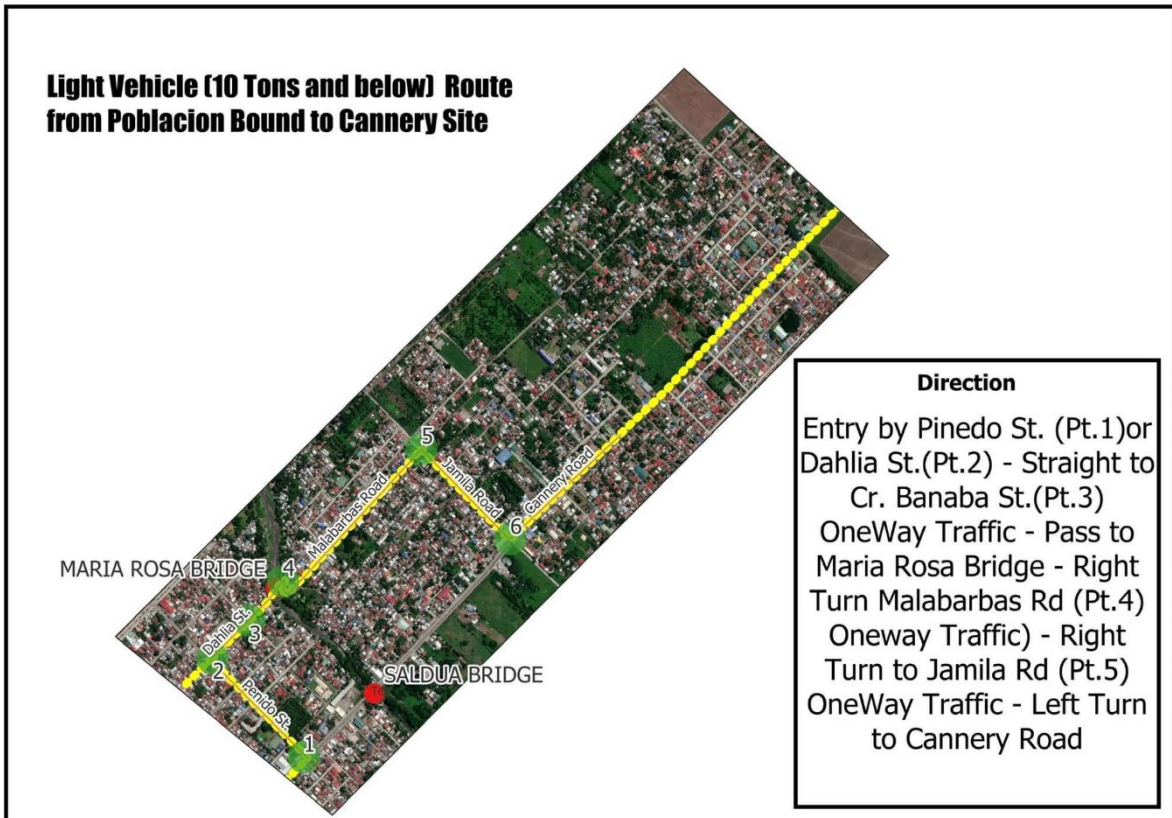 Light Vehicle (10 Tons and below) Route
from Poblacion Bound to Cannery Site
5
Jamila Road
Malabarbas Road
Cannery Road
6
MARIA ROSA BRIDGE
4
Dahlia St.
3
2
Penido St.
SALDUA BRIDGE
1
Direction
Entry by Pinedo St. (Pt.1)or
Dahlia St.(Pt.2) - Straight to
Cr. Banaba St.(Pt.3)
OneWay Traffic - Pass to
Maria Rosa Bridge - Right
Turn Malabarbas Rd (Pt.4)
Oneway Traffic) - Right
Turn to Jamila Rd (Pt.5)
OneWay Traffic - Left Turn
to Cannery Road